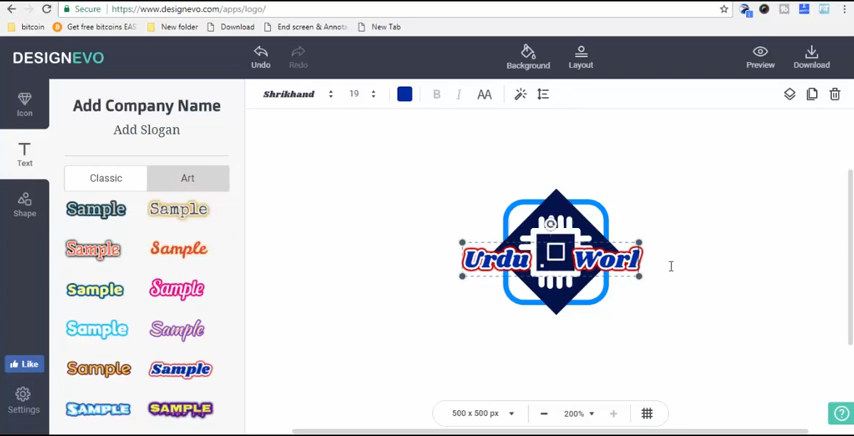 Secure https://www.designevo.com/apps/logo/
bitcoin Get free bitcoins EAS New folder Download End screen & Annota New Tab
DESIGNEVO Undo Redo Background Layout Preview Download
Icon
Text
Shape
Like
Settings
Add Company Name
Add Slogan
Classic Art
Sample Sample
Sample Sample
Sample Sample
Sample Sample
Sample Sample
SAMPLE SAMPLE
Shrikhand 19 B I AA
Urdu Worl
500 x 500 px 200%